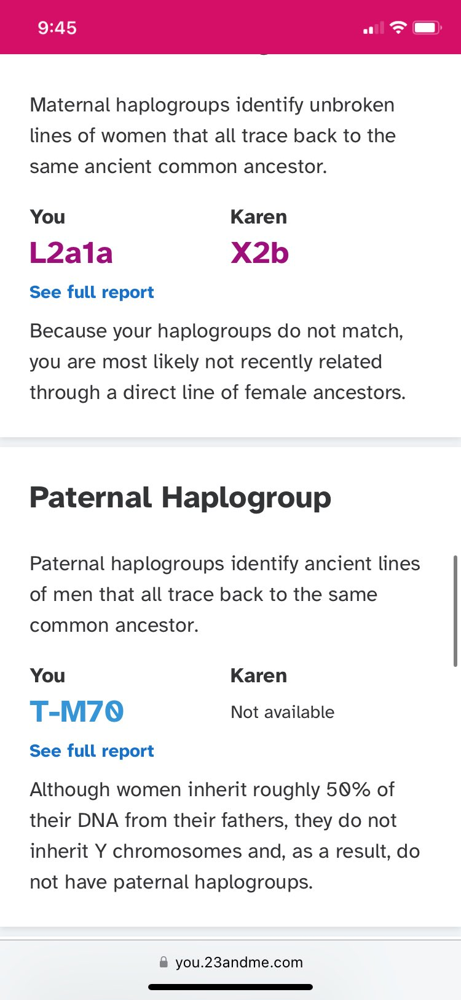 9:45
Maternal haplogroups identify unbroken
lines of women that all trace back to the
same ancient common ancestor.
You
Karen
L2a1a
X2b
See full report
Because your haplogroups do not match,
you are most likely not recently related
through a direct line of female ancestors.
Paternal Haplogroup
Paternal haplogroups identify ancient lines
of men that all trace back to the same
common ancestor.
You
Karen
T-M70
Not available
See full report
Although women inherit roughly 50% of
their DNA from their fathers, they do not
inherit Y chromosomes and, as a result, do
not have paternal haplogroups.
you.23andme.com